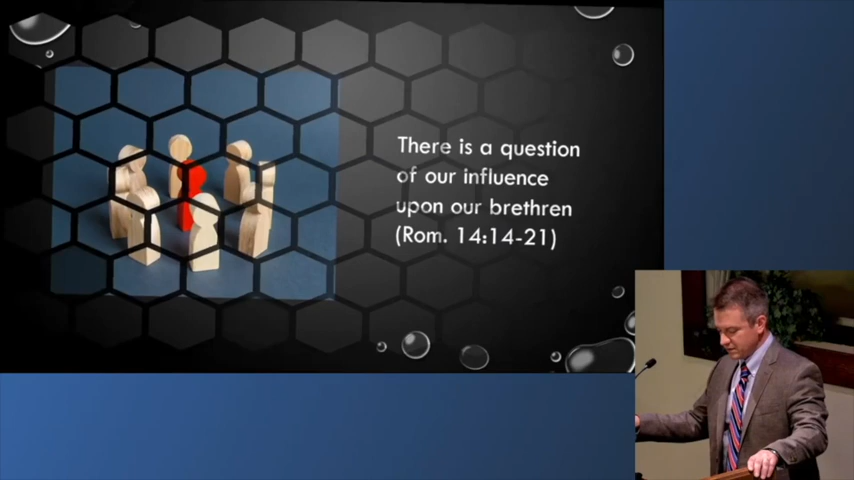 There is a question
of our influence
upon our brethren
(Rom. 14:14-21)